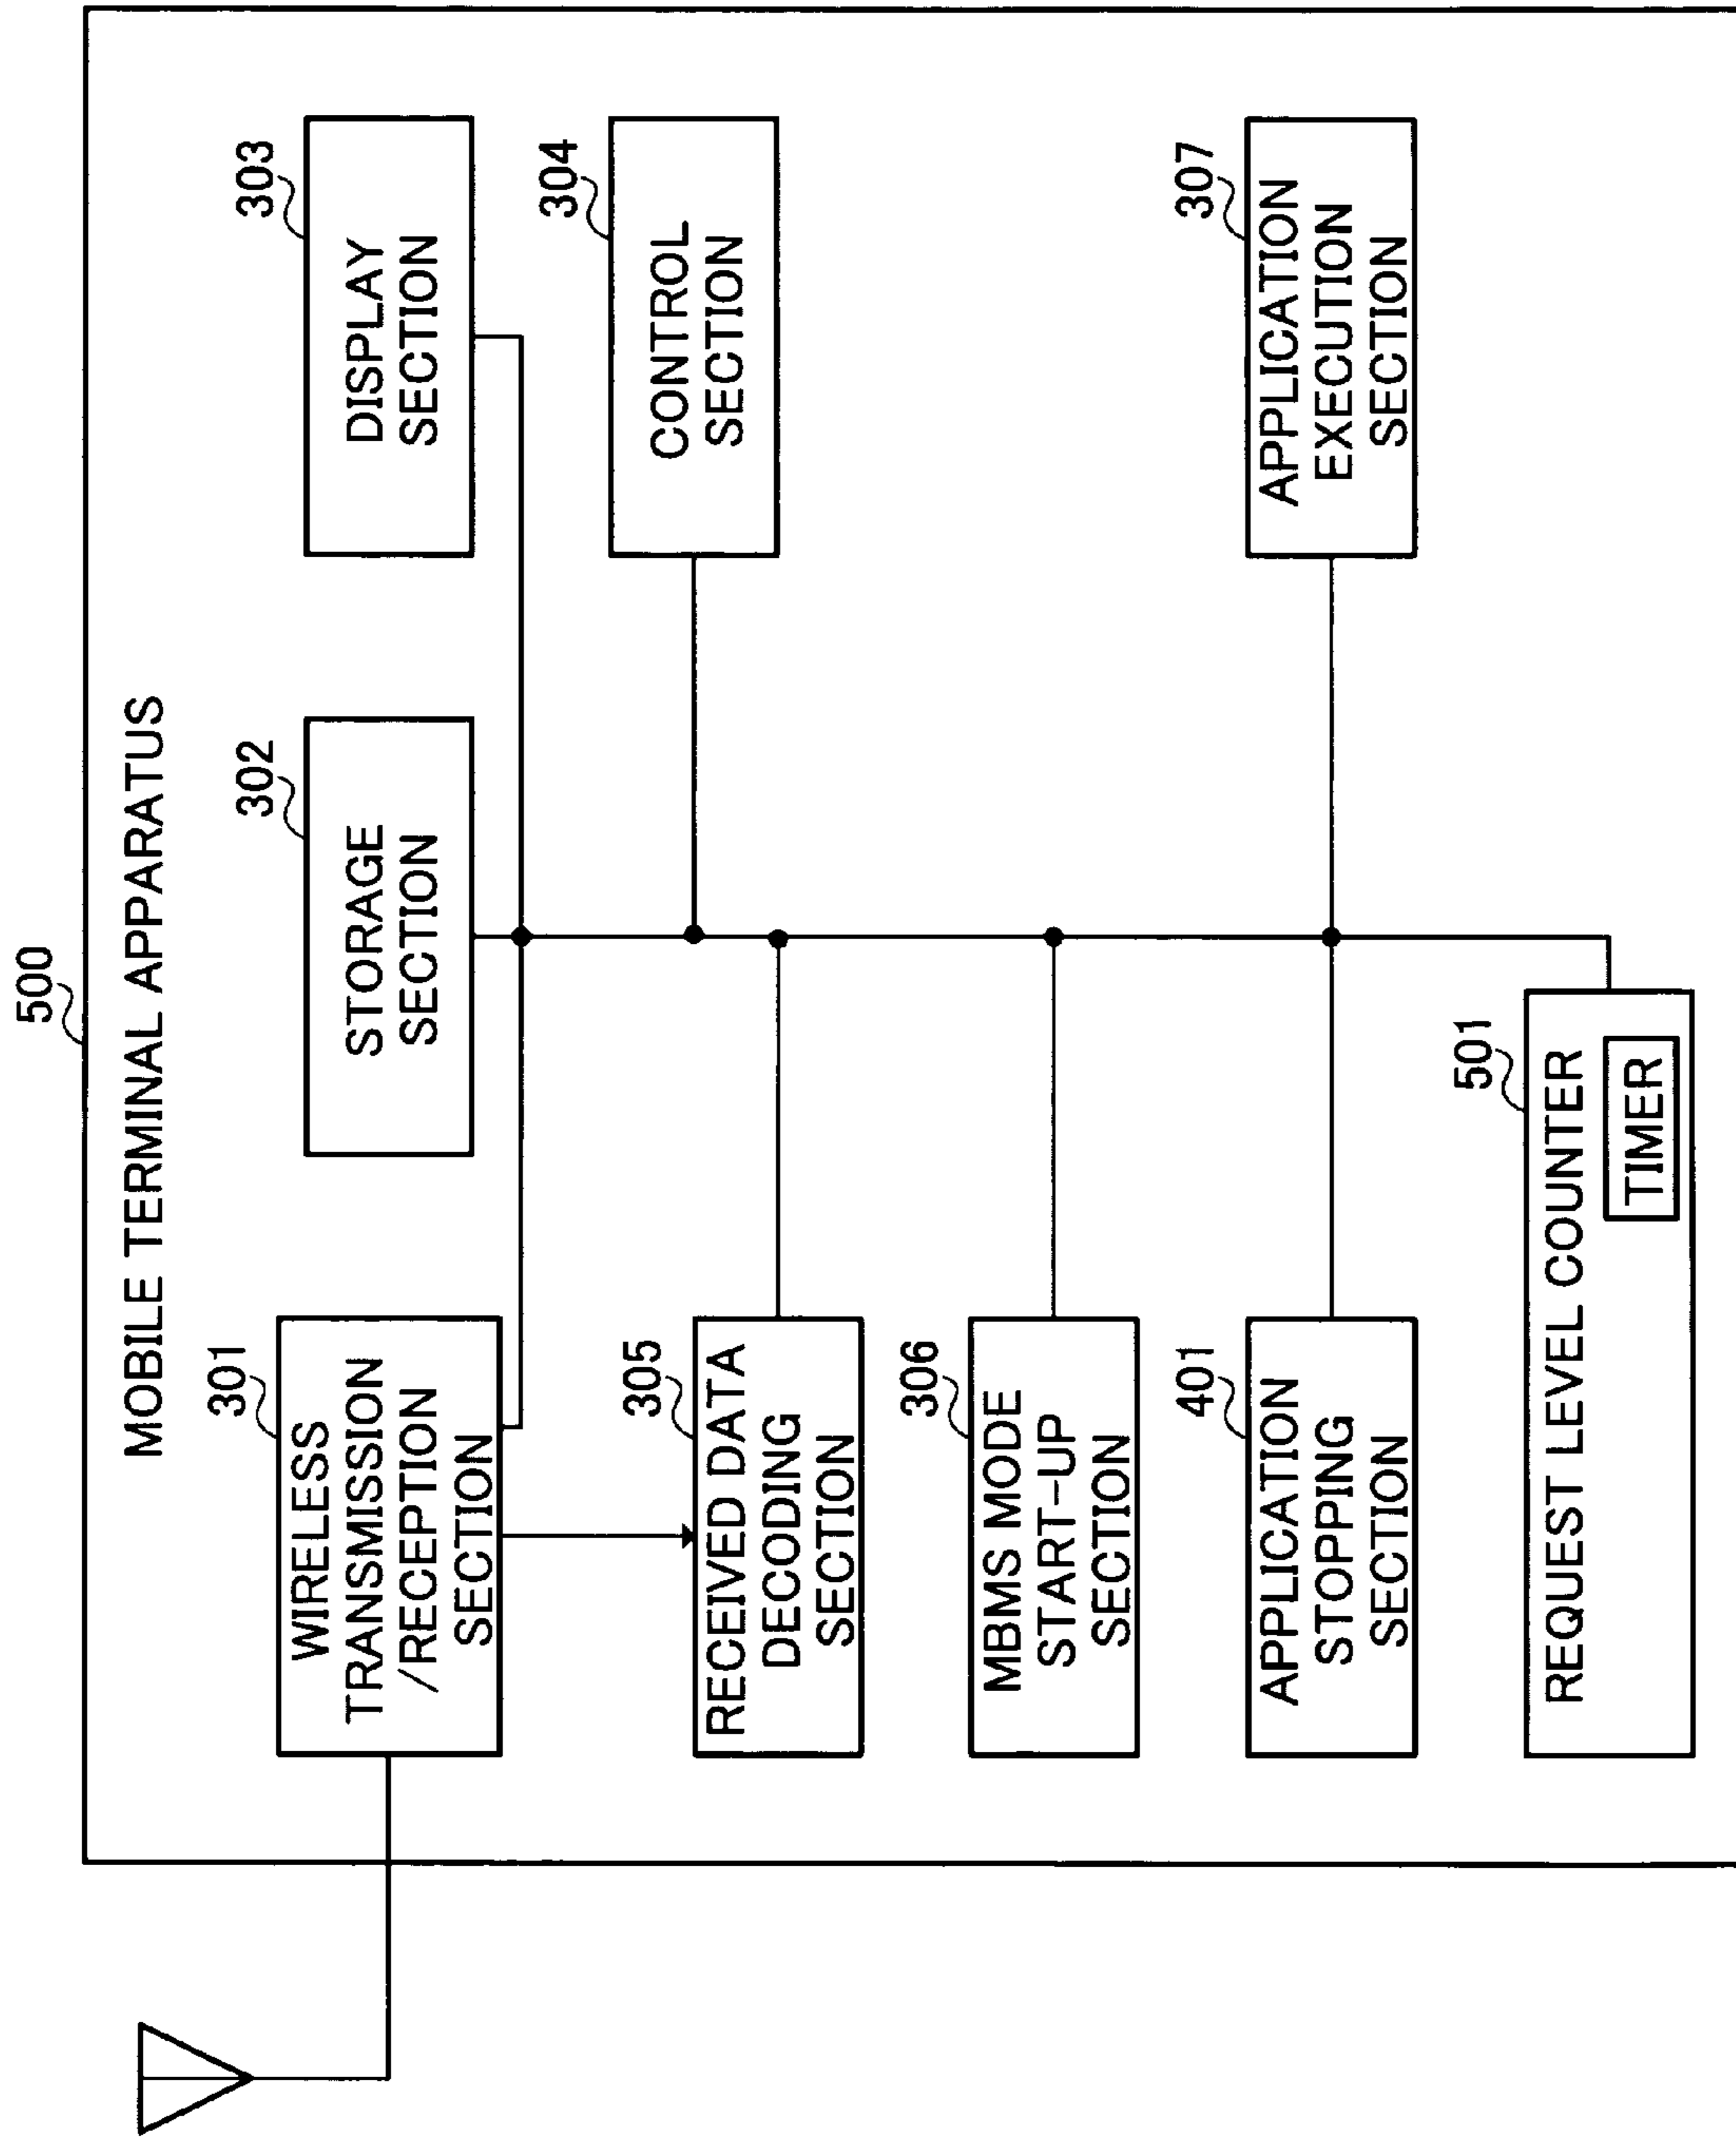 500
MOBILE TERMINAL APPARATUS
301
WIRELESS
TRANSMISSION
/RECEPTION
SECTION
302
STORAGE
SECTION
303
DISPLAY
SECTION
304
CONTROL
SECTION
305
RECEIVED DATA
DECODING
SECTION
306
MBMS MODE
START-UP
SECTION
401
APPLICATION
STOPPING
SECTION
307
APPLICATION
EXECUTION
SECTION
501
REQUEST LEVEL COUNTER
TIMER